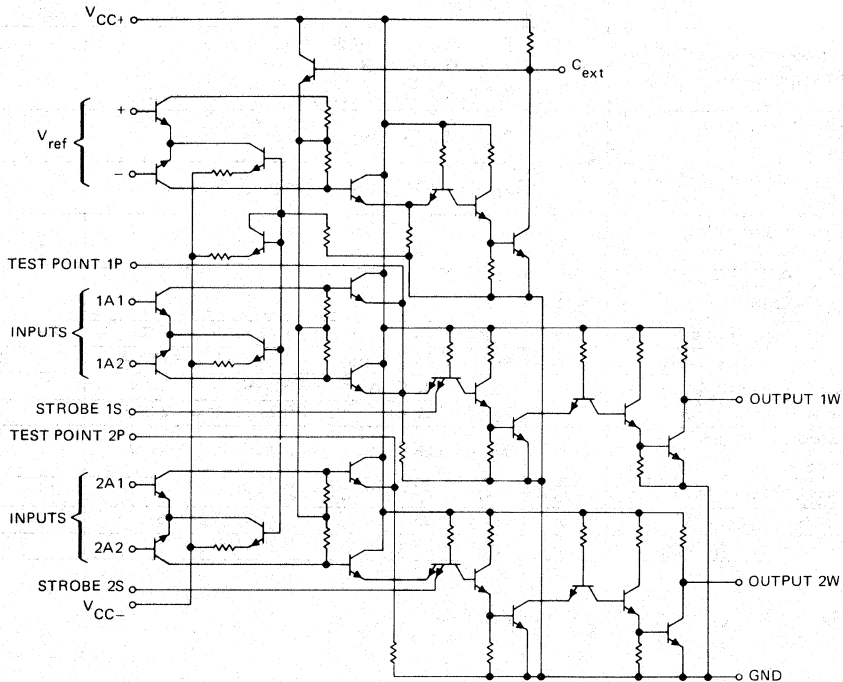 VCC+
Cext
+
Vref
−
TEST POINT 1P
1A1
INPUTS
1A2
STROBE 1S
OUTPUT 1W
TEST POINT 2P
2A1
INPUTS
2A2
OUTPUT 2W
STROBE 2S
VCC−
GND